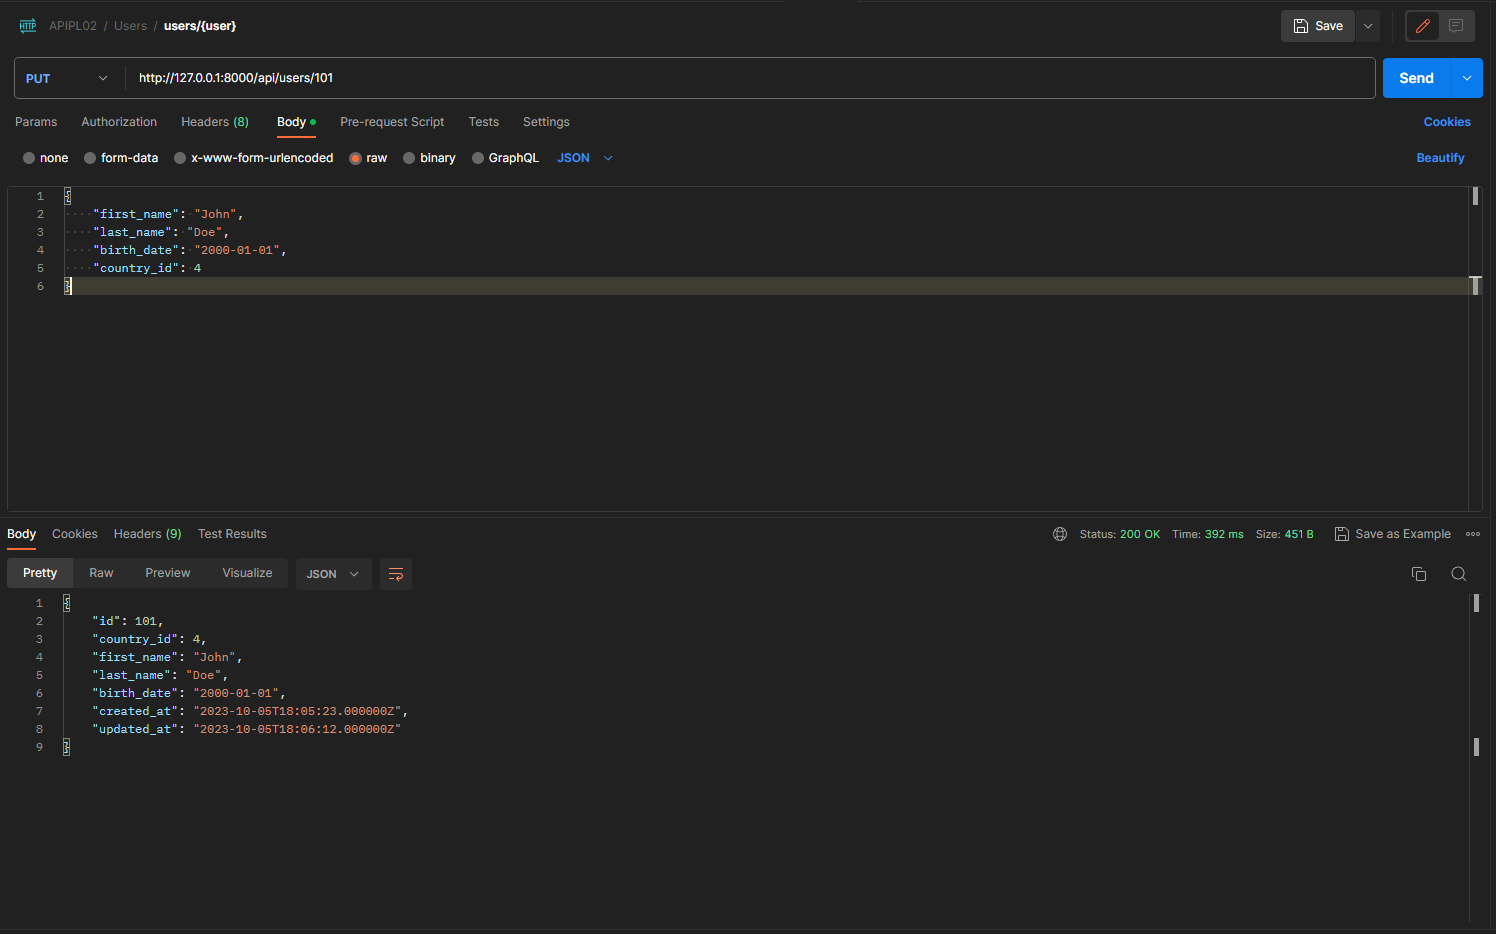 HTTP APIPL02 / Users / users/{user} Save
PUT http://127.0.0.1:8000/api/users/101 Send
Params Authorization Headers (8) Body Pre-request Script Tests Settings Cookies
none form-data x-www-form-urlencoded raw binary GraphQL JSON Beautify
1 {
2 "first_name": "John",
3 "last_name": "Doe",
4 "birth_date": "2000-01-01",
5 "country_id": 4
6 }
Body Cookies Headers (9) Test Results Status: 200 OK Time: 392 ms Size: 451 B Save as Example
Pretty Raw Preview Visualize JSON
1 {
2 "id": 101,
3 "country_id": 4,
4 "first_name": "John",
5 "last_name": "Doe",
6 "birth_date": "2000-01-01",
7 "created_at": "2023-10-05T18:05:23.000000Z",
8 "updated_at": "2023-10-05T18:06:12.000000Z"
9 }